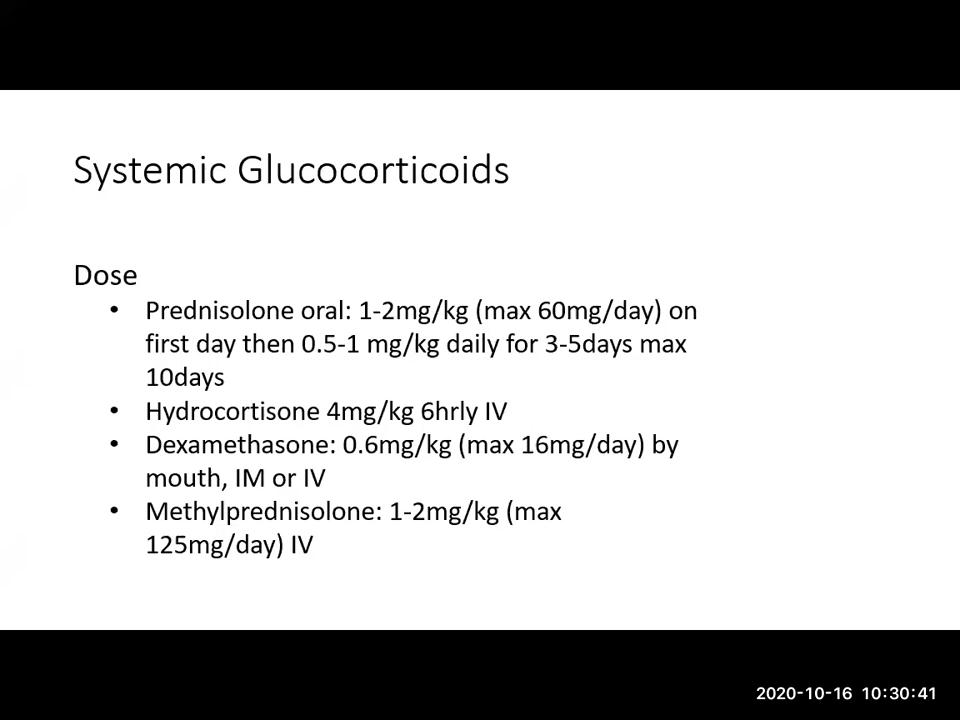 Systemic Glucocorticoids
Dose
• Prednisolone oral: 1-2mg/kg (max 60mg/day) on
first day then 0.5-1 mg/kg daily for 3-5days max
10days
• Hydrocortisone 4mg/kg 6hrly IV
• Dexamethasone: 0.6mg/kg (max 16mg/day) by
mouth, IM or IV
• Methylprednisolone: 1-2mg/kg (max
125mg/day) IV
2020-10-16 10:30:41